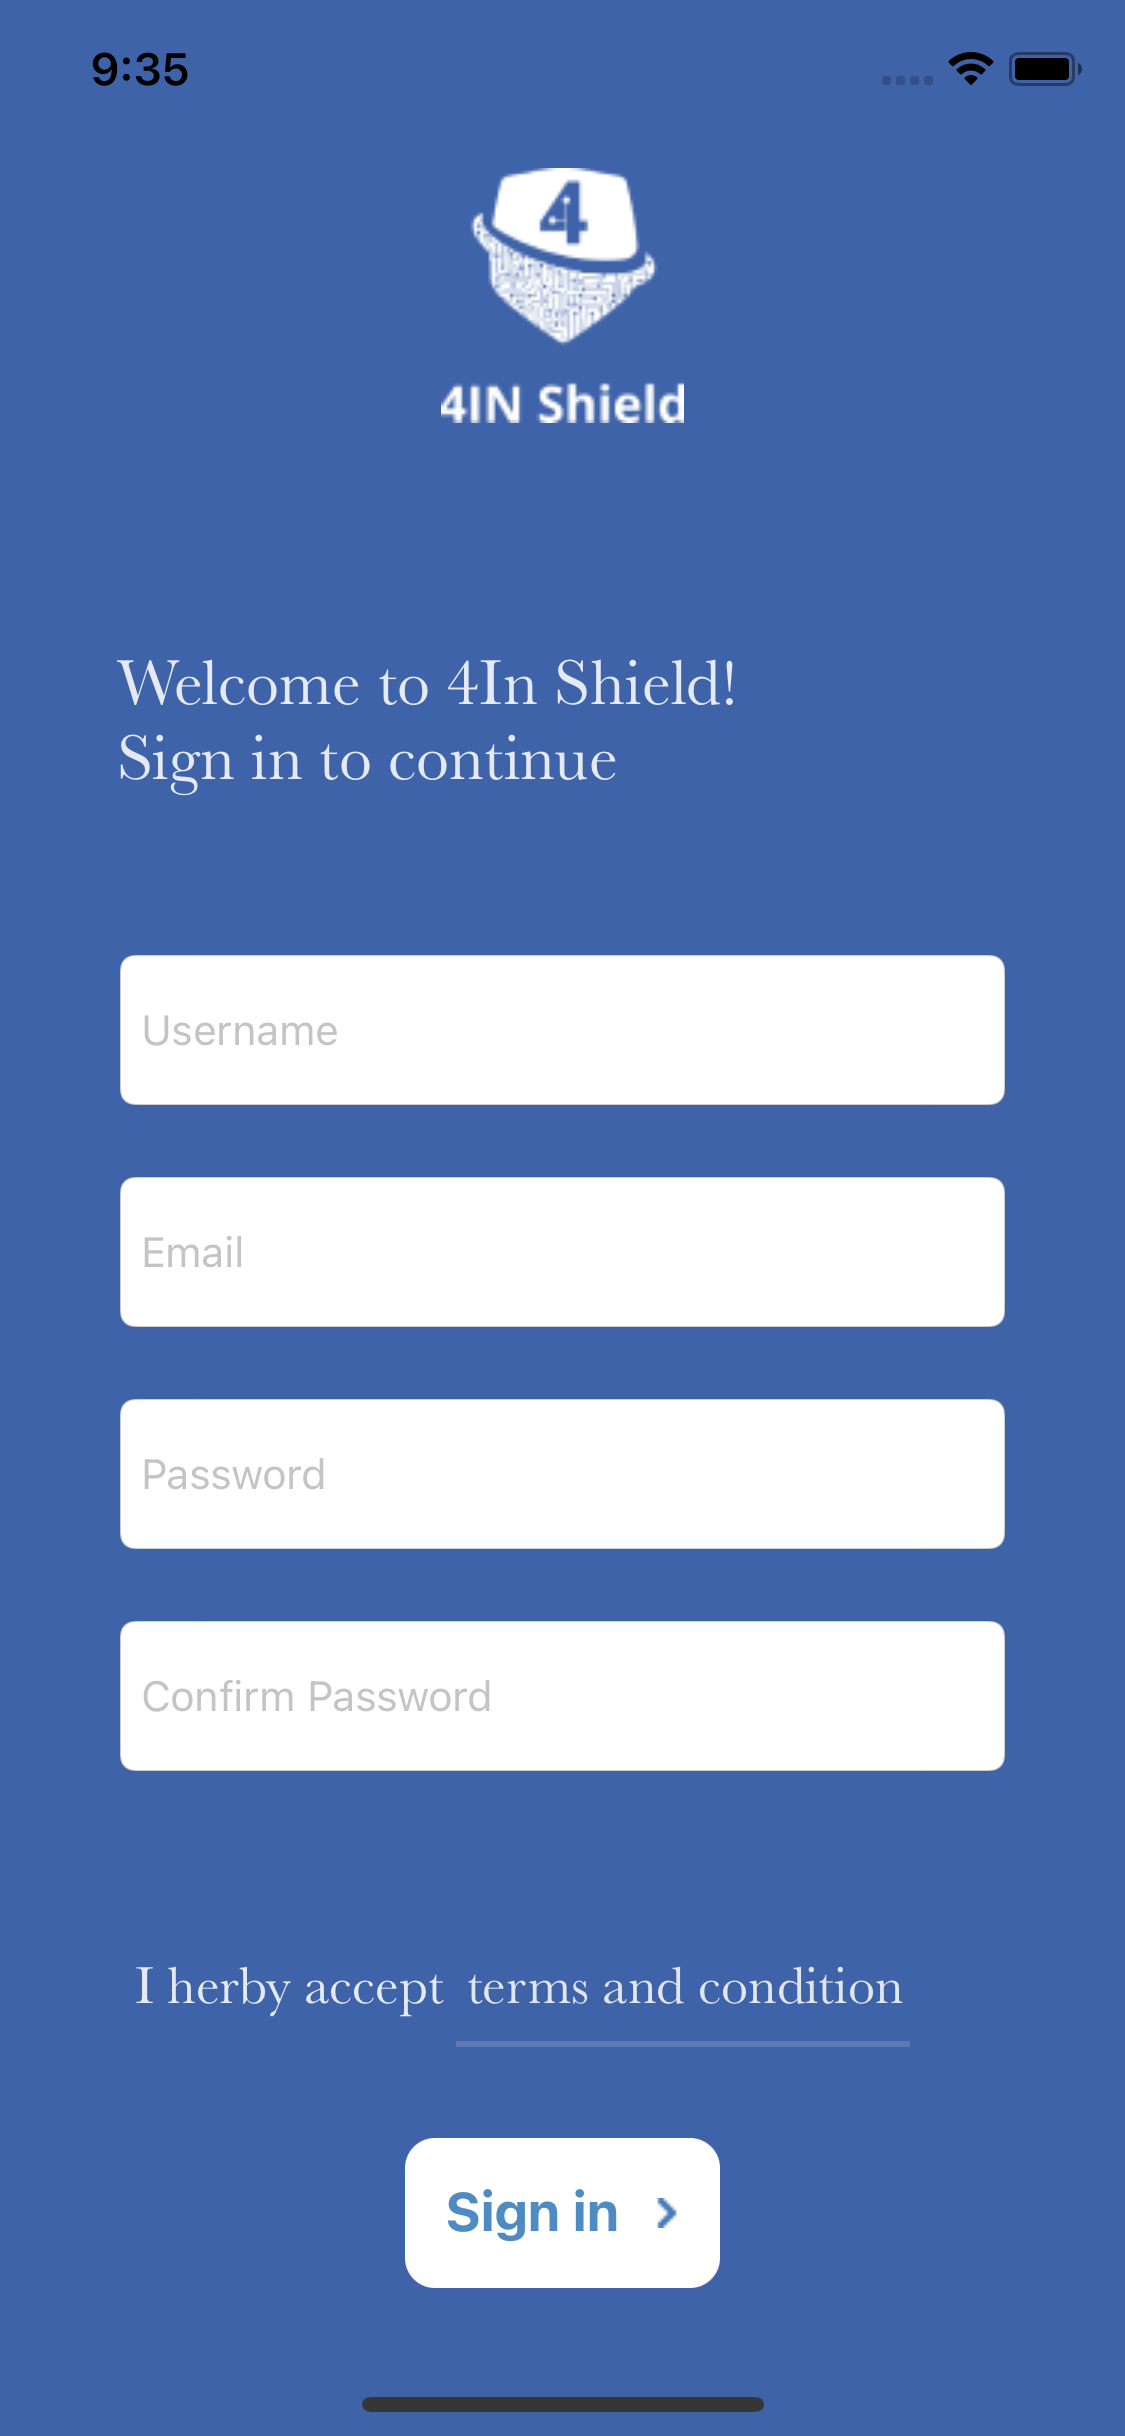 9:35
4
4IN Shield
Welcome to 4In Shield!
Sign in to continue
Username
Email
Password
Confirm Password
I herby accept terms and condition
Sign in